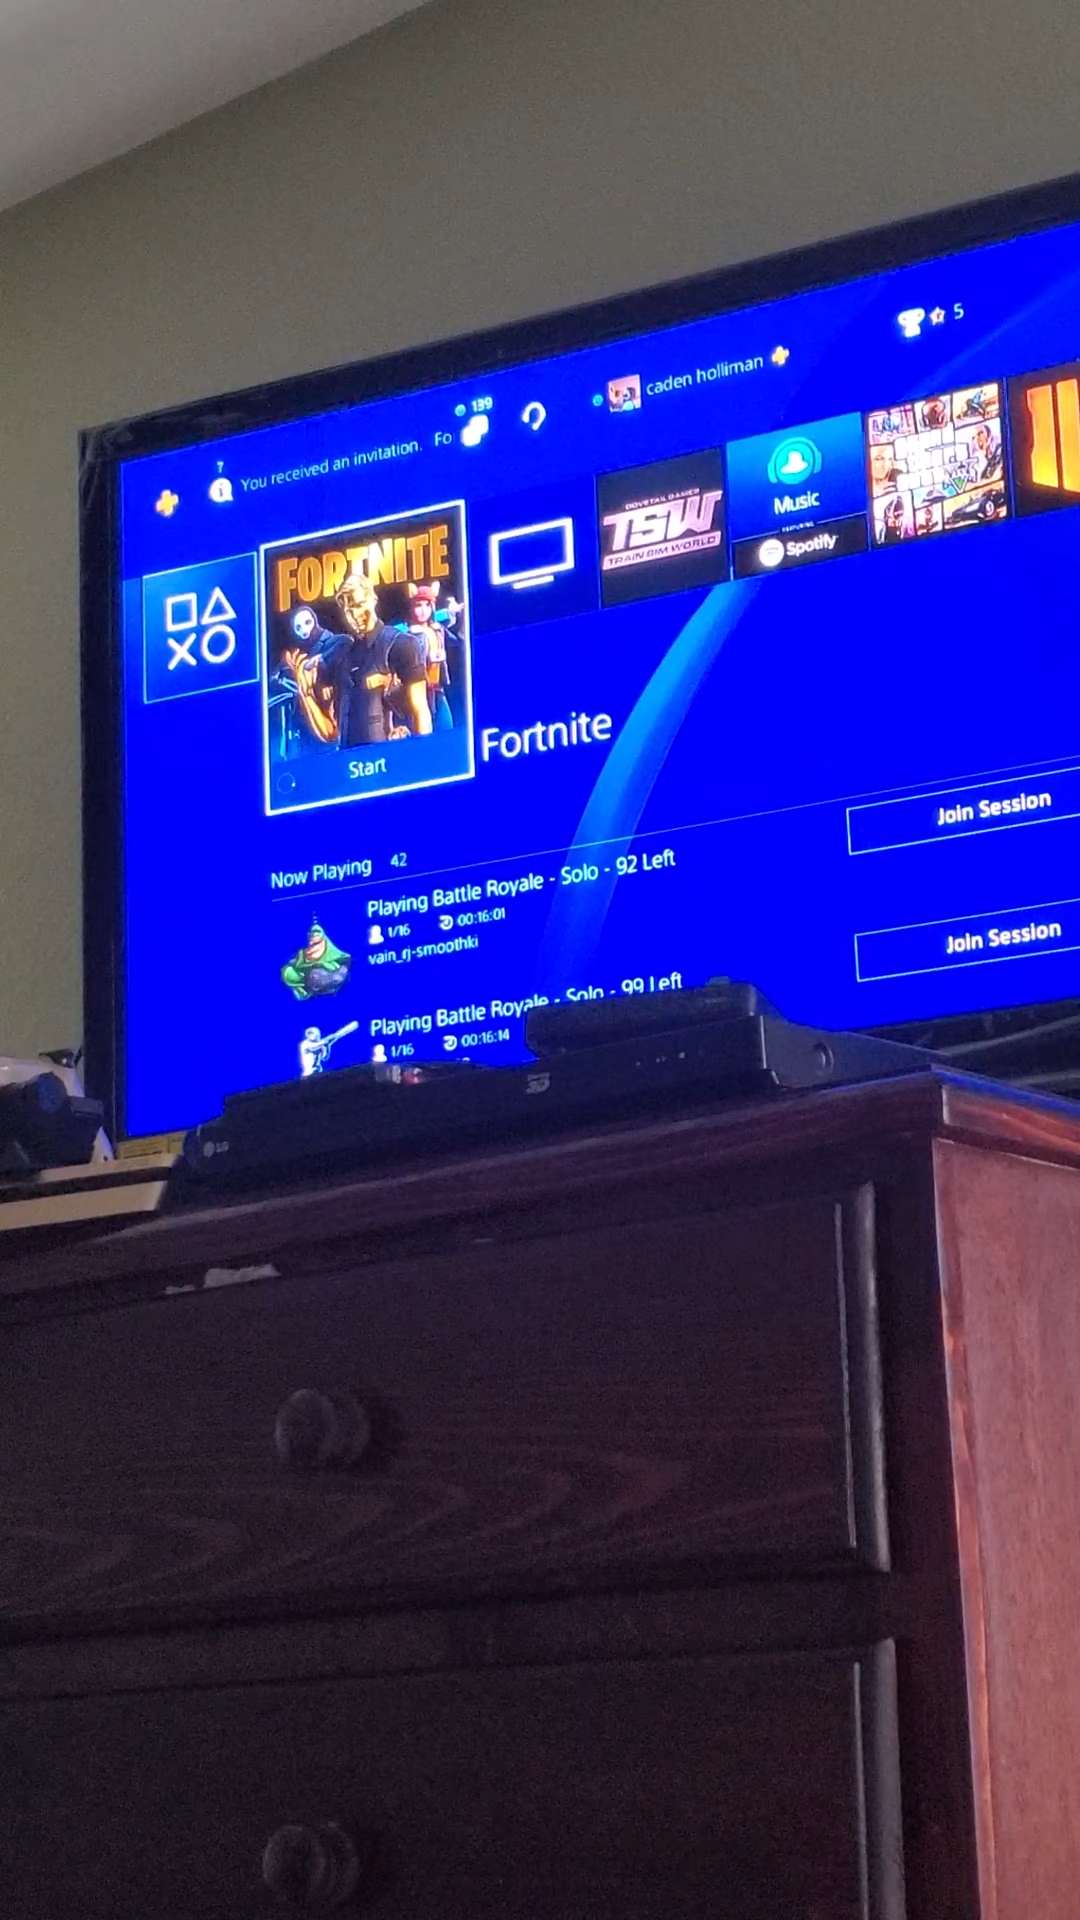 5
caden holliman
139
7
You received an invitation. Fo
Music
Spotify
DOVETAIL GAMES
TSW
TRAIN SIM WORLD
FORTNITE
Start
Fortnite
Join Session
Now Playing 42
Playing Battle Royale - Solo - 92 Left
1/16 00:16:01
vain_rj-smoothki
Join Session
Playing Battle Royale - Solo - 99 Left
1/16 00:16:14
LG